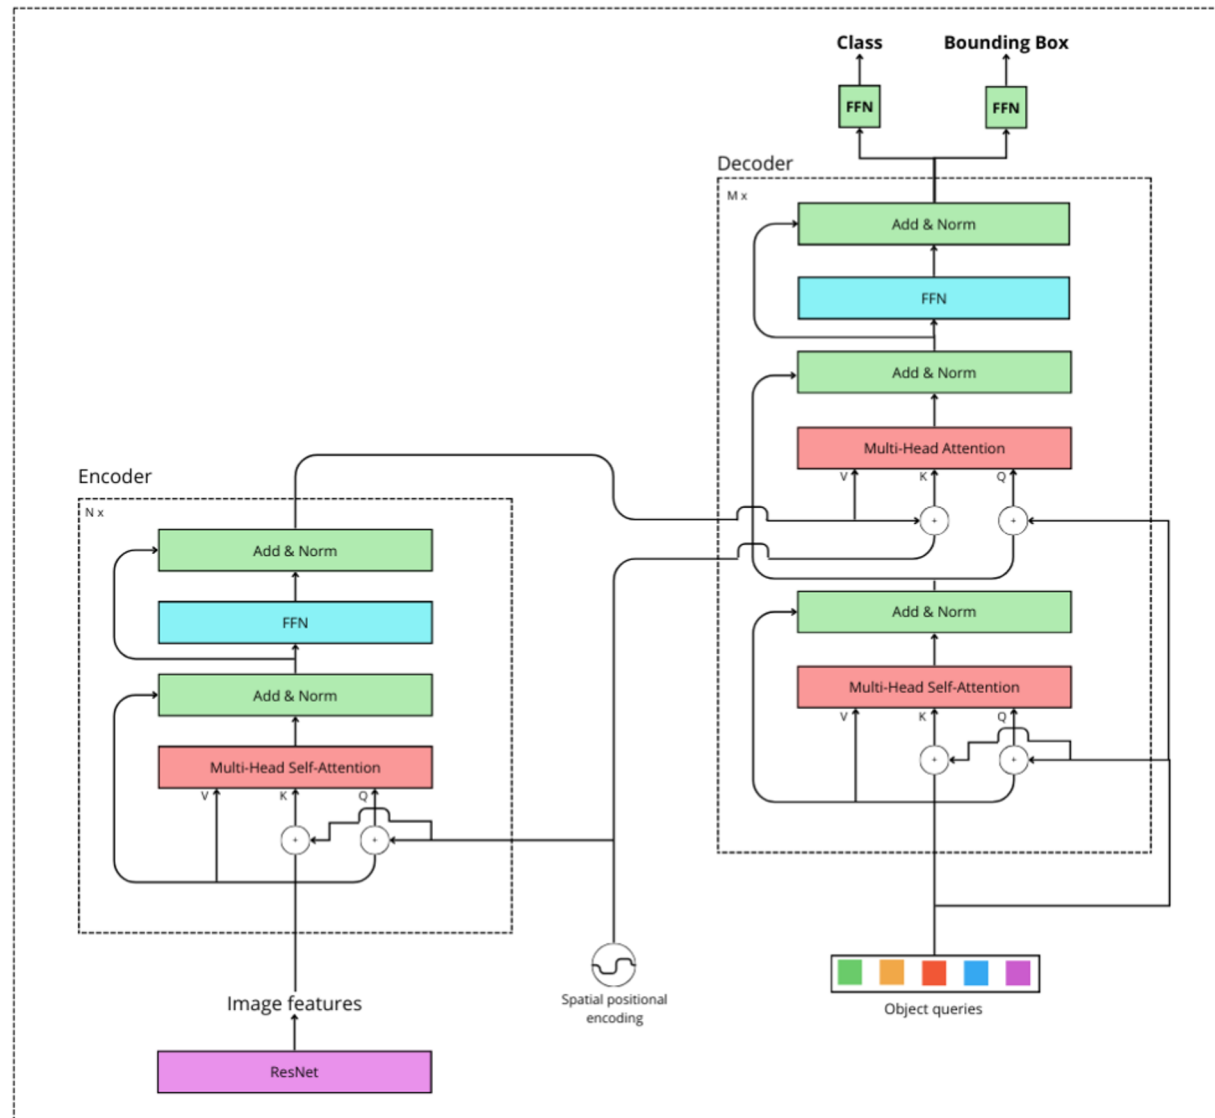 Class
Bounding Box
FFN
FFN
Decoder
M x
Add & Norm
FFN
Add & Norm
Multi-Head Attention
V
K
Q
+
+
Add & Norm
Multi-Head Self-Attention
V
K
Q
+
+
Object queries
Encoder
N x
Add & Norm
FFN
Add & Norm
Multi-Head Self-Attention
V
K
Q
+
+
Image features
ResNet
Spatial positional
encoding